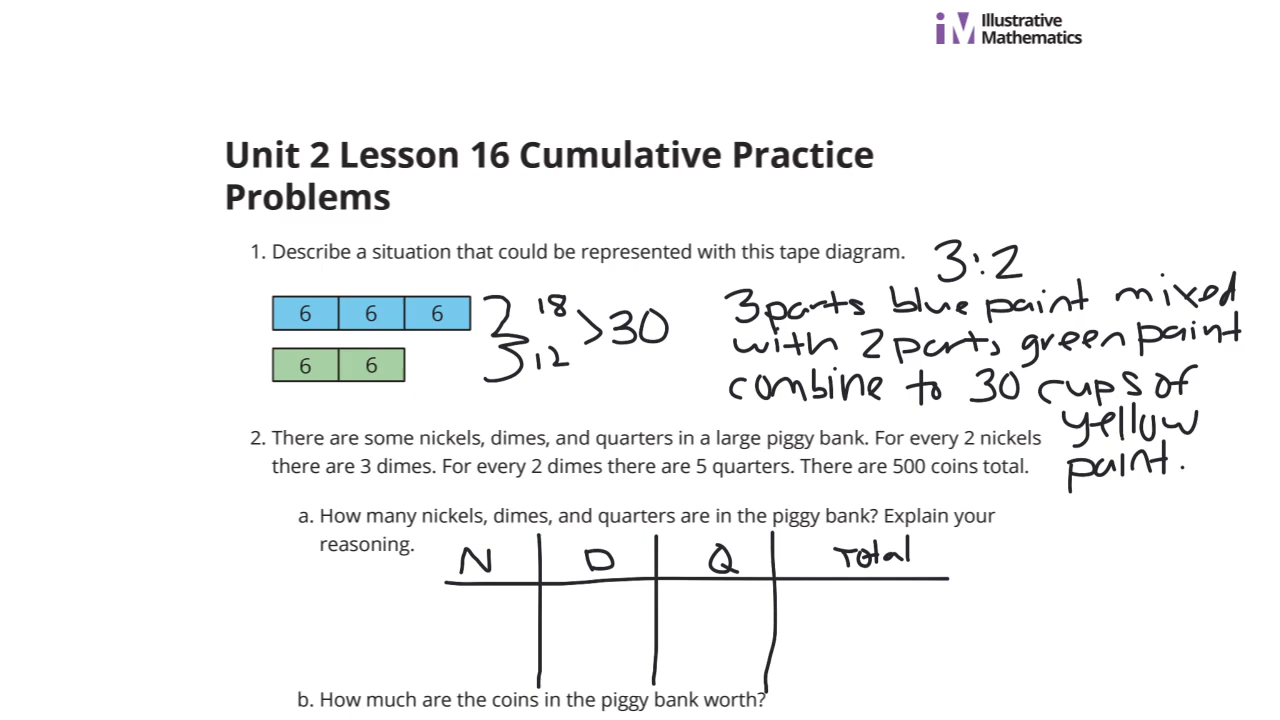 Illustrative
Mathematics
Unit 2 Lesson 16 Cumulative Practice
Problems
1. Describe a situation that could be represented with this tape diagram.
3:2
6 6 6
18
>30
12
6 6
3 parts blue paint mixed
with 2 parts green paint
combine to 30 cups of
yellow
paint.
2. There are some nickels, dimes, and quarters in a large piggy bank. For every 2 nickels
there are 3 dimes. For every 2 dimes there are 5 quarters. There are 500 coins total.
a. How many nickels, dimes, and quarters are in the piggy bank? Explain your
reasoning.
N D Q Total
b. How much are the coins in the piggy bank worth?